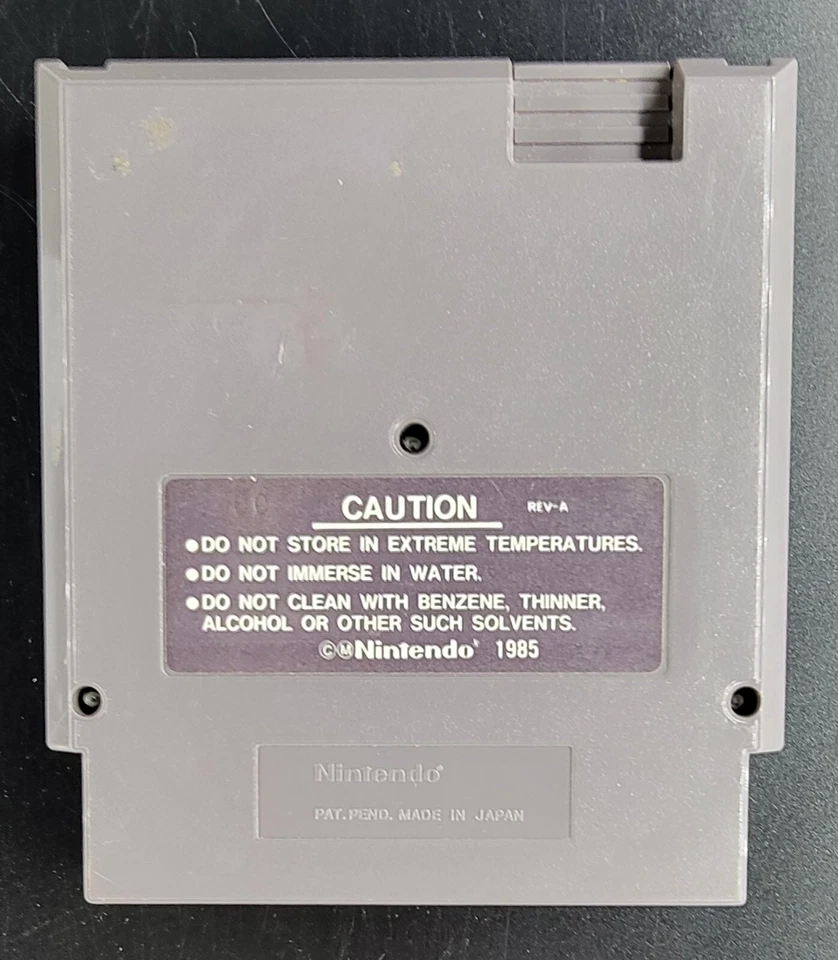 CAUTION REV-A
●DO NOT STORE IN EXTREME TEMPERATURES.
●DO NOT IMMERSE IN WATER.
●DO NOT CLEAN WITH BENZENE, THINNER,
ALCOHOL OR OTHER SUCH SOLVENTS.
©ⓂNintendo® 1985
Nintendo®
PAT. PEND. MADE IN JAPAN